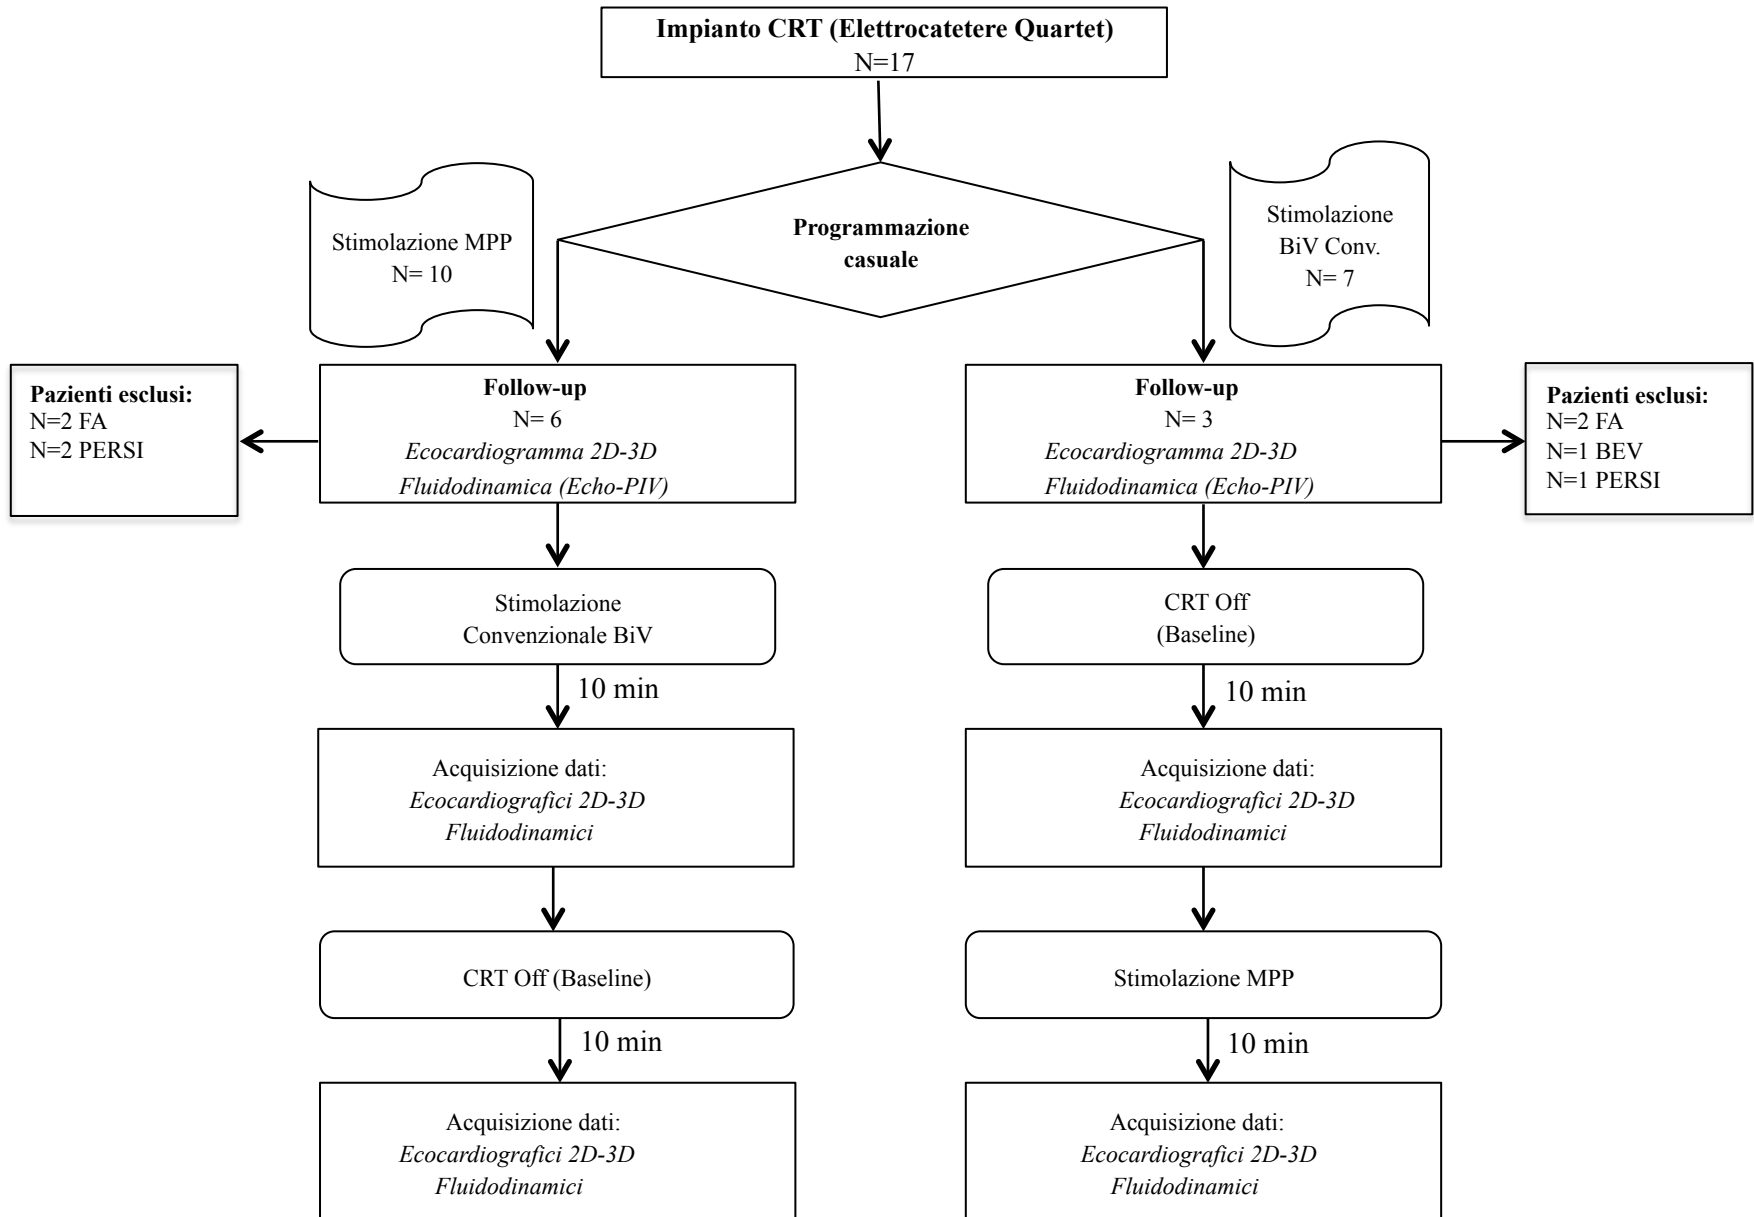 Impianto CRT (Elettrocatetere Quartet)
N=17
Stimolazione MPP
N= 10
Programmazione
casuale
Stimolazione
BiV Conv.
N= 7
Pazienti esclusi:
N=2 FA
N=2 PERSI
Follow-up
N= 6
Ecocardiogramma 2D-3D
Fluidodinamica (Echo-PIV)
Follow-up
N= 3
Ecocardiogramma 2D-3D
Fluidodinamica (Echo-PIV)
Pazienti esclusi:
N=2 FA
N=1 BEV
N=1 PERSI
Stimolazione
Convenzionale BiV
CRT Off
(Baseline)
10 min
10 min
Acquisizione dati:
Ecocardiografici 2D-3D
Fluidodinamici
Acquisizione dati:
Ecocardiografici 2D-3D
Fluidodinamici
CRT Off (Baseline)
Stimolazione MPP
10 min
10 min
Acquisizione dati:
Ecocardiografici 2D-3D
Fluidodinamici
Acquisizione dati:
Ecocardiografici 2D-3D
Fluidodinamici